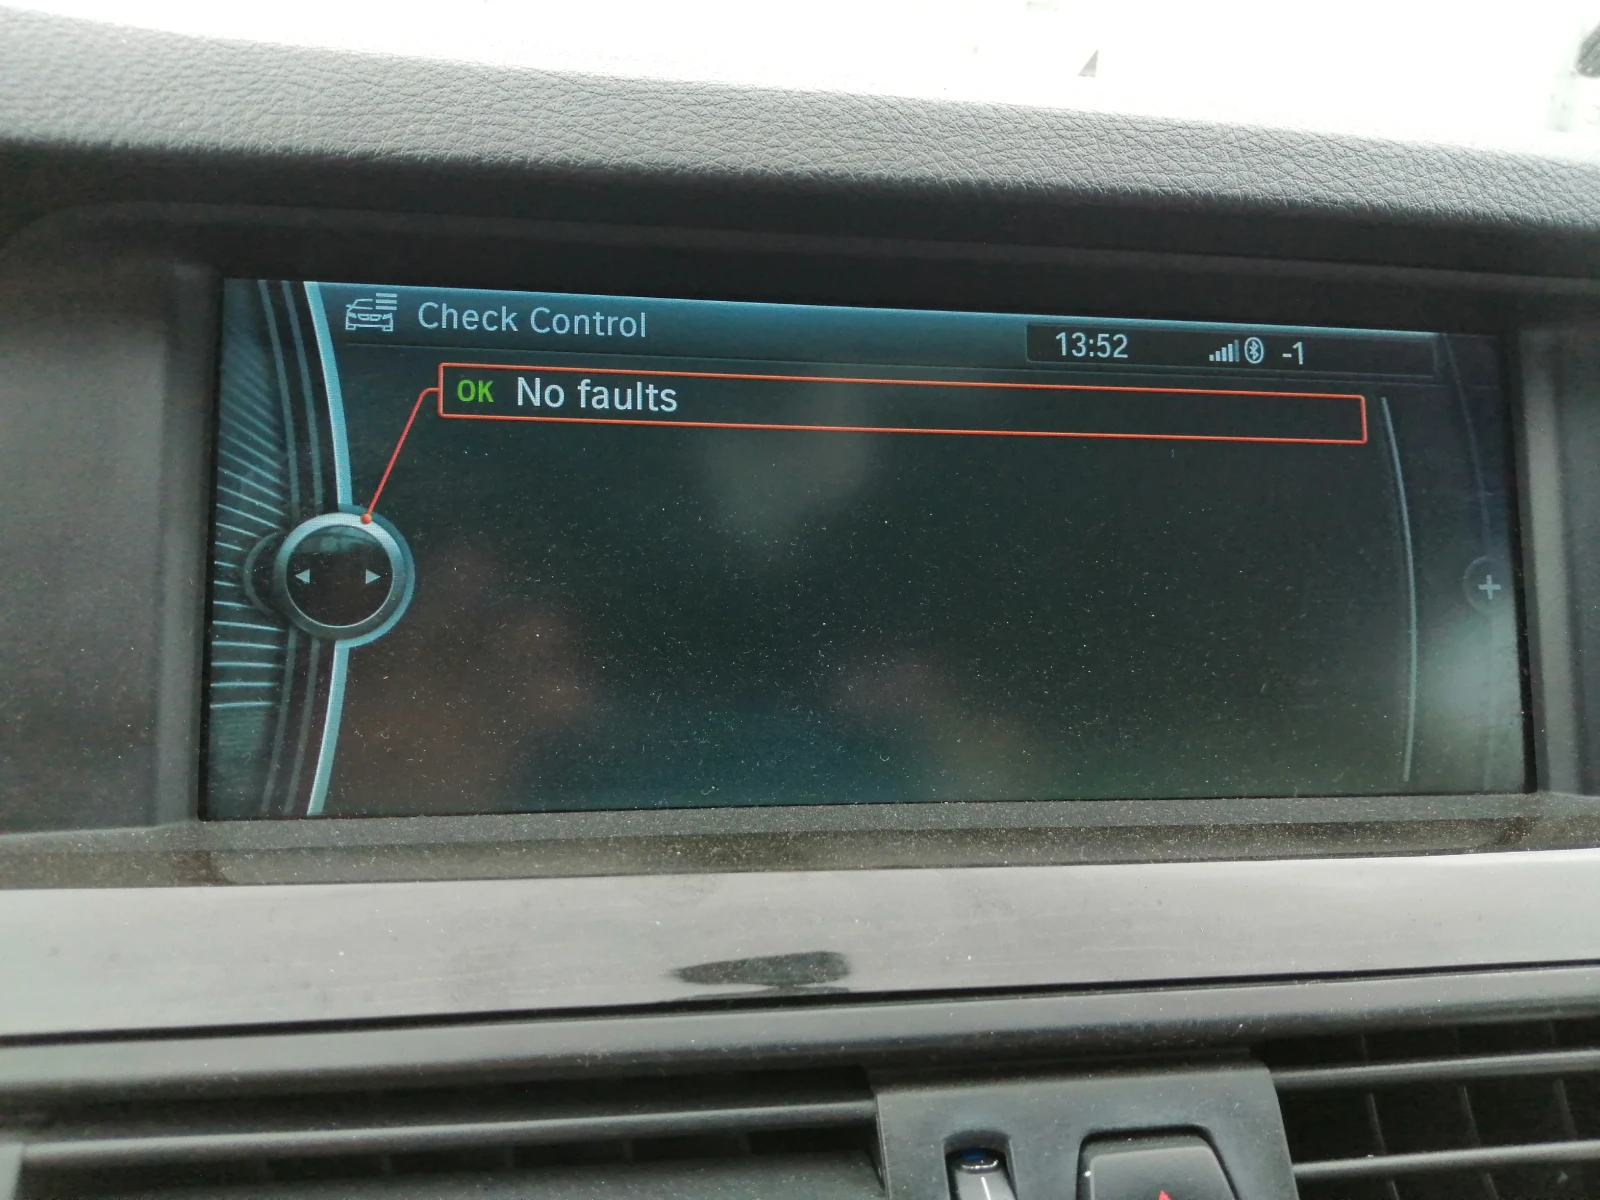 Check Control
13:52 -1
OK No faults